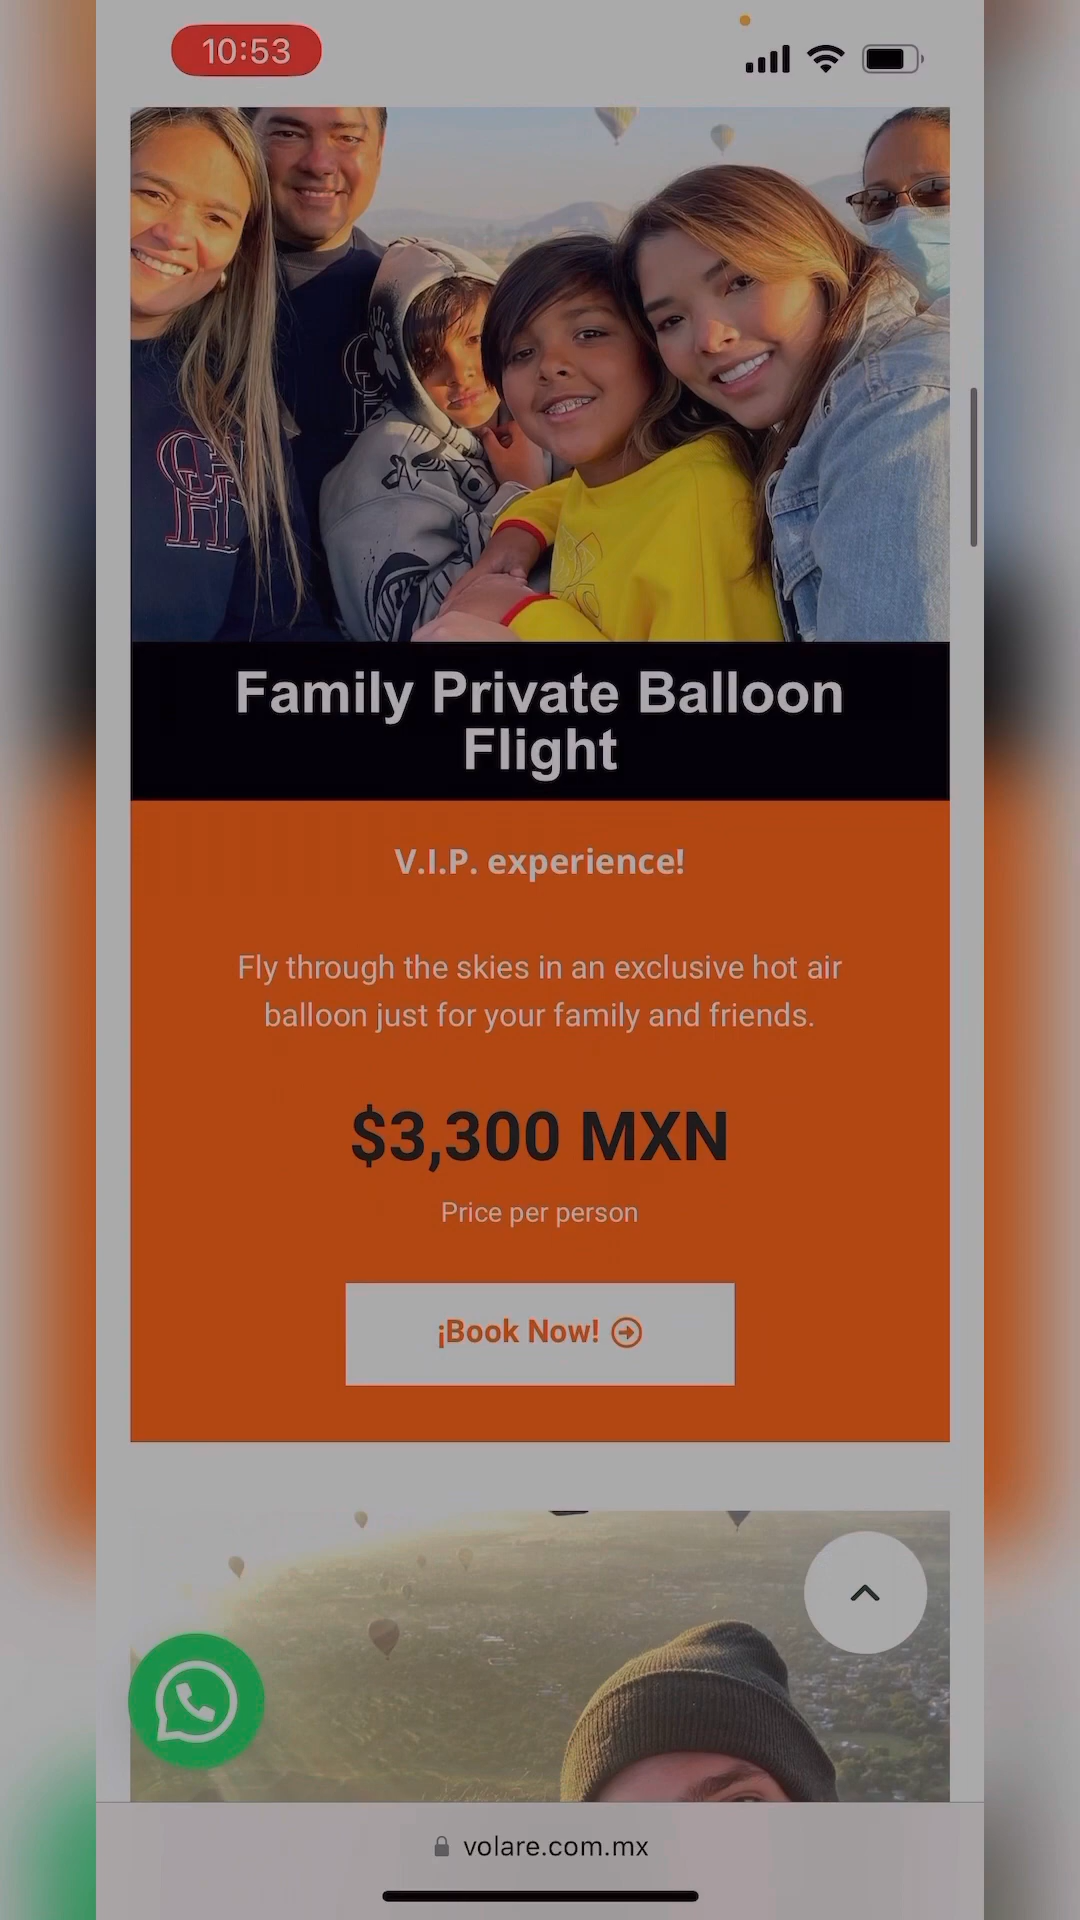 10:53
Family Private Balloon
Flight
V.I.P. experience!
Fly through the skies in an exclusive hot air
balloon just for your family and friends.
$3,300 MXN
Price per person
¡Book Now!
volare.com.mx